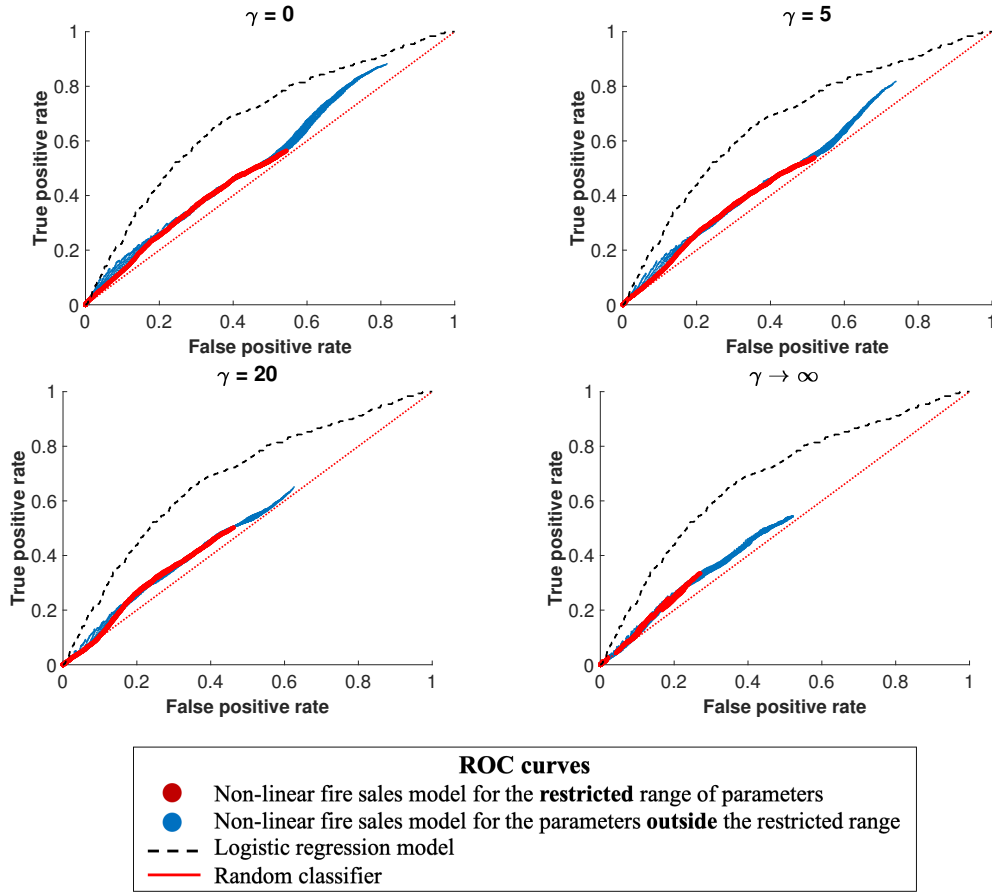 γ = 0
True positive rate
1
0.8
0.6
0.4
0.2
0
0 0.2 0.4 0.6 0.8 1
False positive rate
γ = 5
True positive rate
1
0.8
0.6
0.4
0.2
0
0 0.2 0.4 0.6 0.8 1
False positive rate
γ = 20
True positive rate
1
0.8
0.6
0.4
0.2
0
0 0.2 0.4 0.6 0.8 1
False positive rate
γ → ∞
True positive rate
1
0.8
0.6
0.4
0.2
0
0 0.2 0.4 0.6 0.8 1
False positive rate
ROC curves
Non-linear fire sales model for the restricted range of parameters
Non-linear fire sales model for the parameters outside the restricted range
Logistic regression model
Random classifier